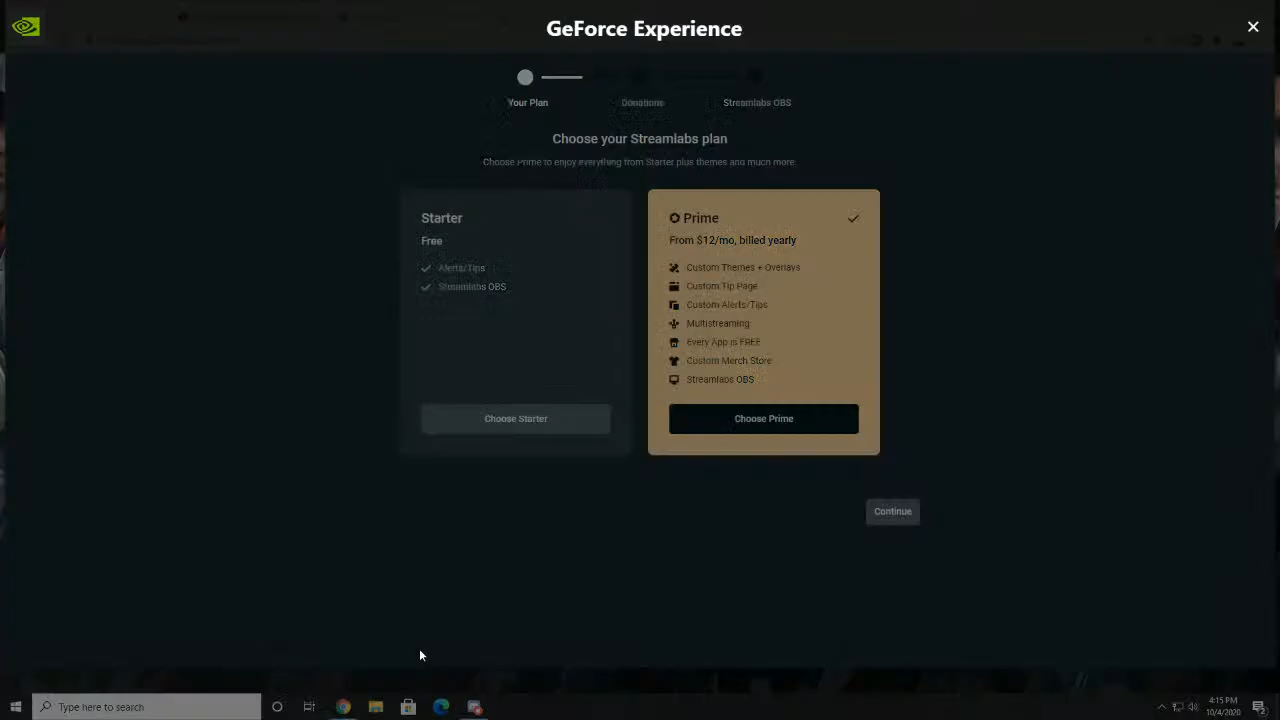 GeForce Experience
Your Plan
Donations
Streamlabs OBS
Choose your Streamlabs plan
Choose Prime to enjoy everything from Starter plus themes and much more.
Starter
Free
Alerts/Tips
Streamlabs OBS
Choose Starter
Prime
From $12/mo, billed yearly
Custom Themes + Overlays
Custom Tip Page
Custom Alerts/Tips
Multistreaming
Every App is FREE
Custom Merch Store
Streamlabs OBS
Choose Prime
Continue
Type here to search
4:15 PM
10/4/2020
2